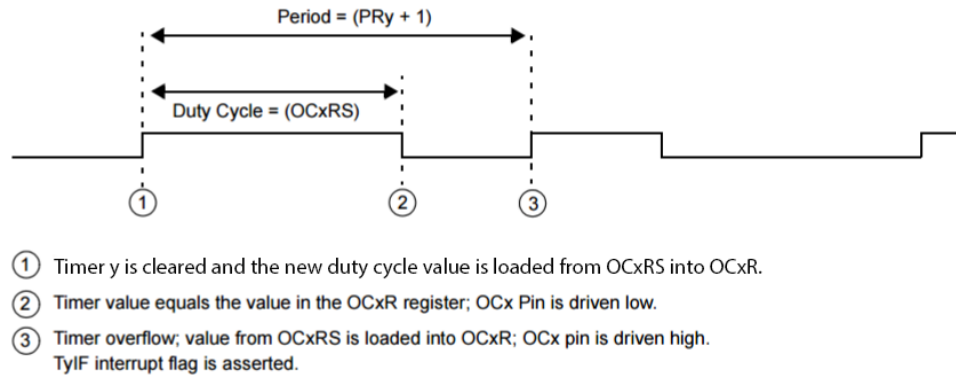 Period = (PRy + 1)
Duty Cycle = (OCxRS)
1
2
3
1 Timer y is cleared and the new duty cycle value is loaded from OCxRS into OCxR.
2 Timer value equals the value in the OCxR register; OCx Pin is driven low.
3 Timer overflow; value from OCxRS is loaded into OCxR; OCx pin is driven high.
TyIF interrupt flag is asserted.